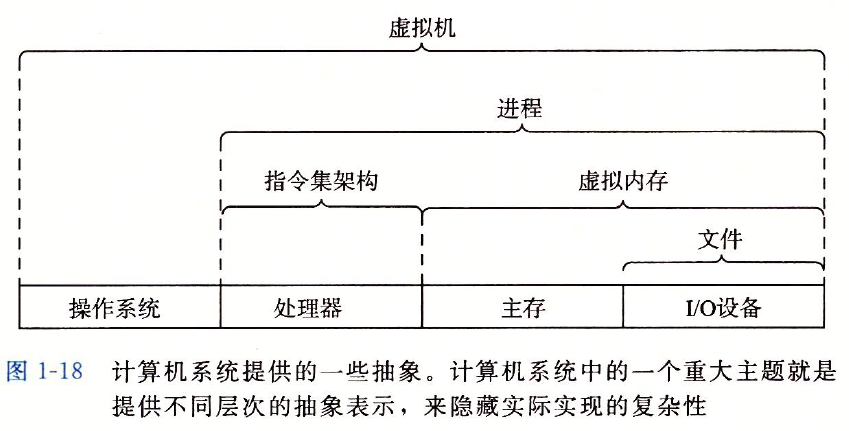 虚拟机
进程
指令集架构
虚拟内存
文件
操作系统
处理器
主存
I/O设备
图 1-18 计算机系统提供的一些抽象。计算机系统中的一个重大主题就是
提供不同层次的抽象表示，来隐藏实际实现的复杂性